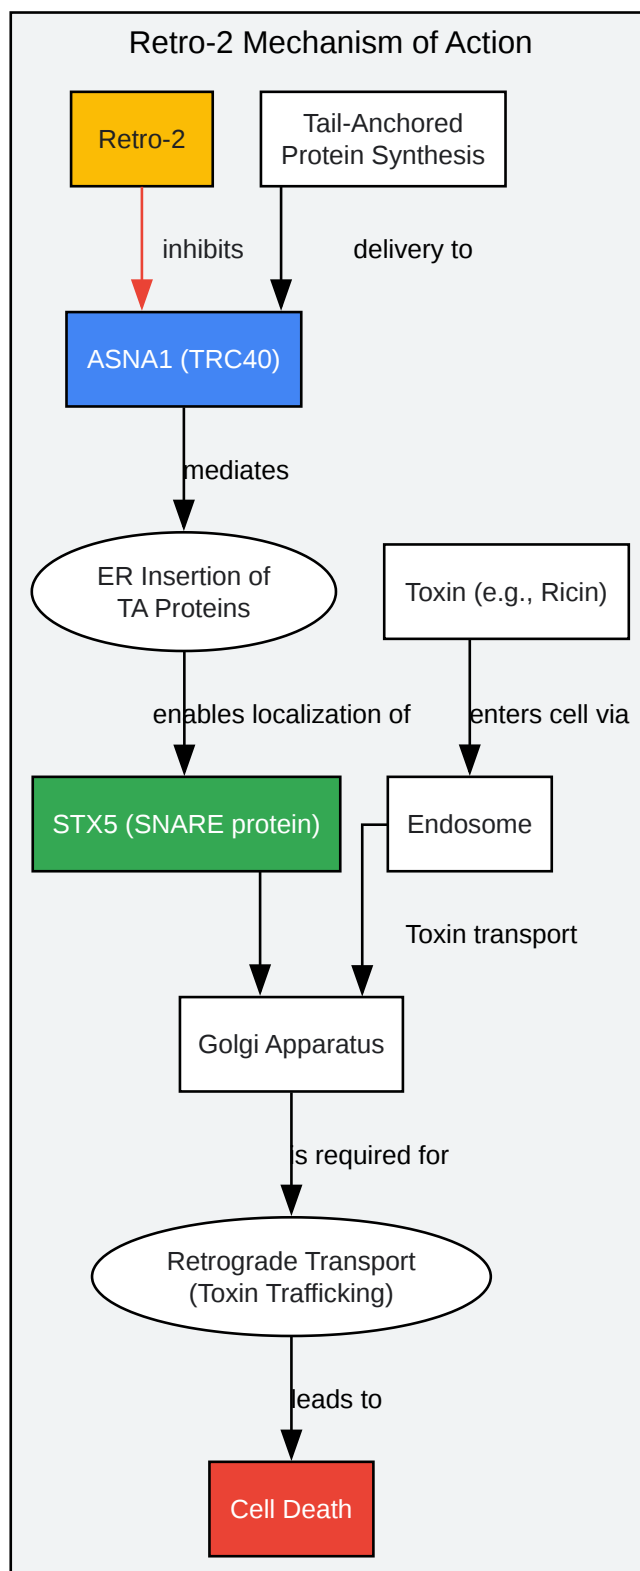 Retro-2 Mechanism of Action
Retro-2
Tail-Anchored
Protein Synthesis
inhibits
delivery to
ASNA1 (TRC40)
mediates
ER Insertion of
TA Proteins
Toxin (e.g., Ricin)
enables localization of
enters cell via
STX5 (SNARE protein)
Endosome
Toxin transport
Golgi Apparatus
is required for
Retrograde Transport
(Toxin Trafficking)
leads to
Cell Death